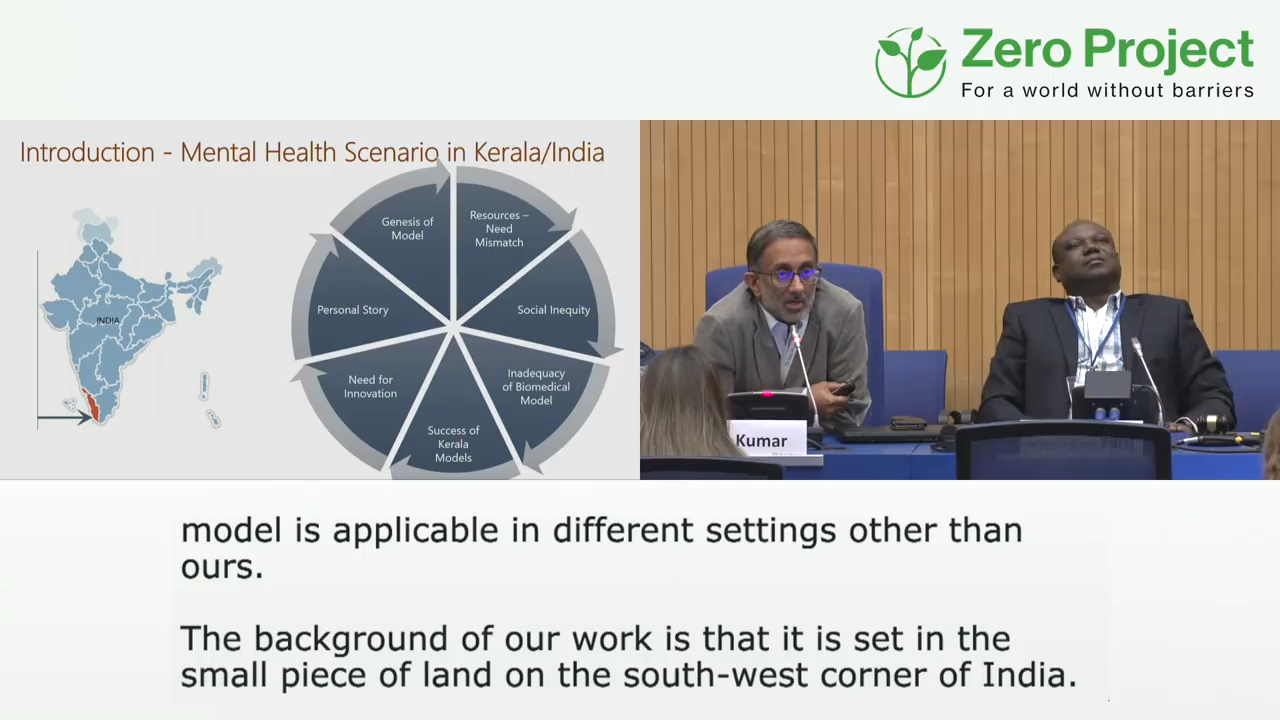 Zero Project
For a world without barriers
Introduction - Mental Health Scenario in Kerala/India
INDIA
Genesis of
Model
Resources –
Need
Mismatch
Social Inequity
Inadequacy
of Biomedical
Model
Success of
Kerala
Models
Need for
Innovation
Personal Story
Kumar
model is applicable in different settings other than
ours.
The background of our work is that it is set in the
small piece of land on the south-west corner of India.